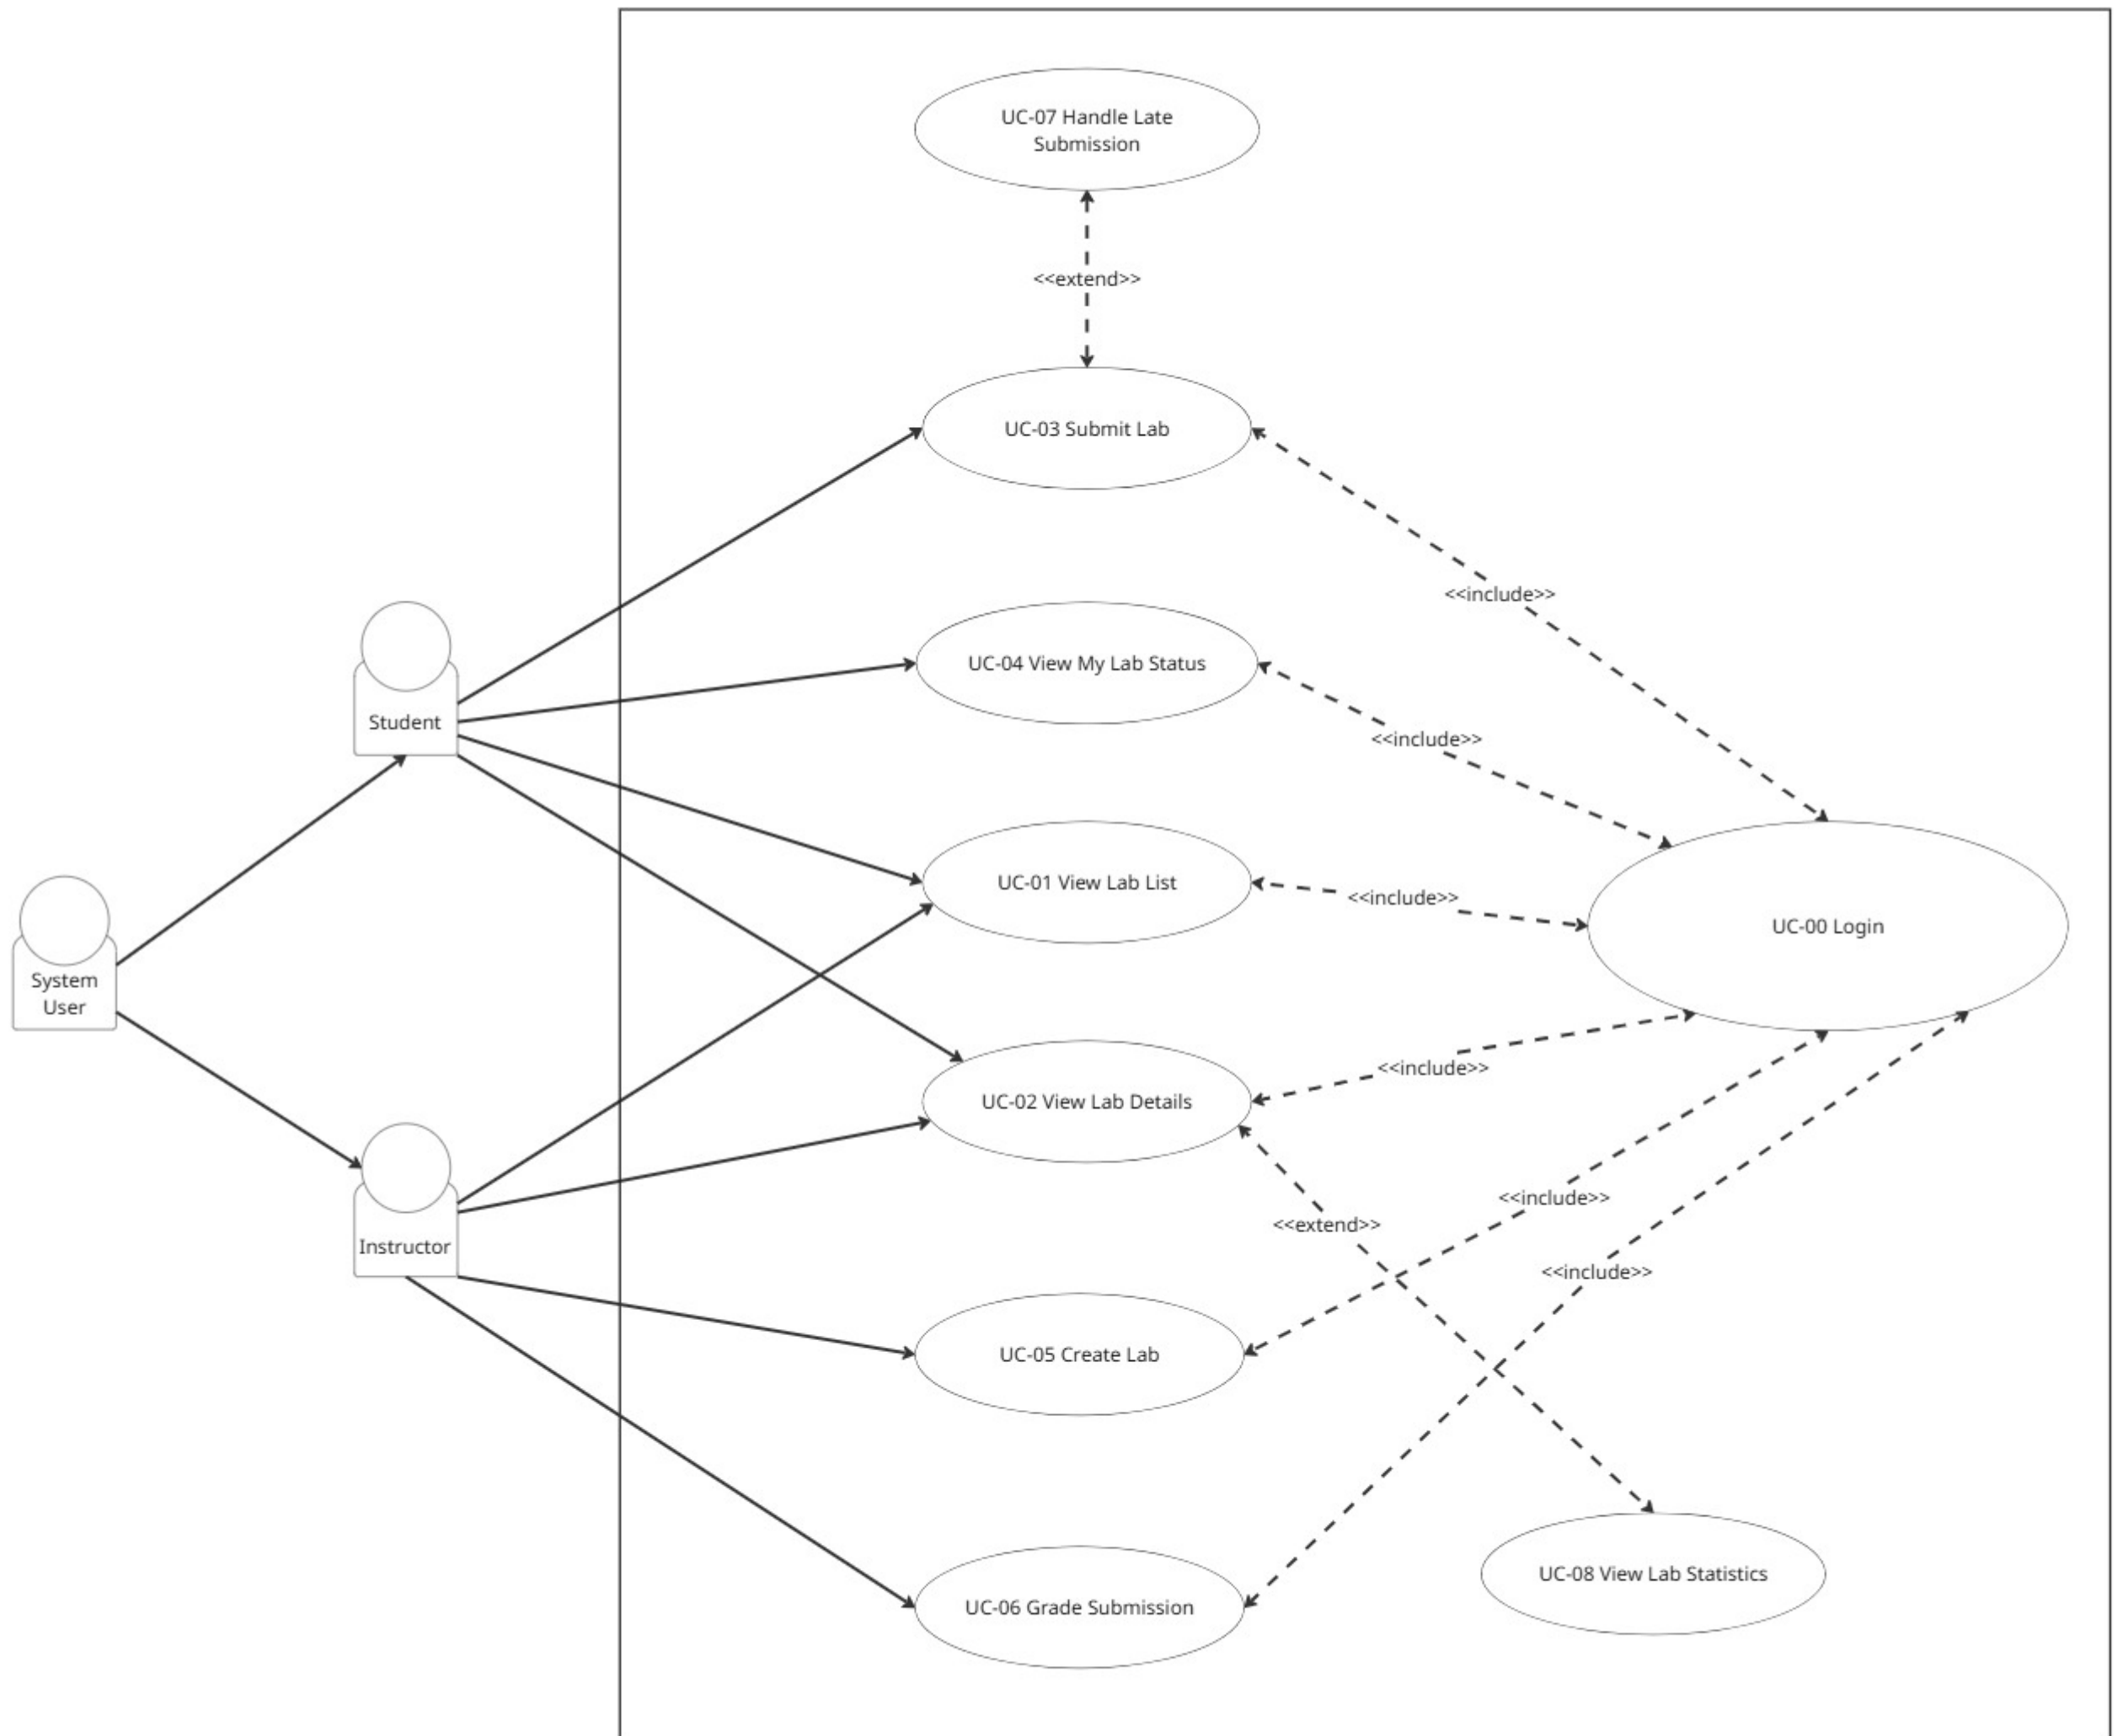 UC-07 Handle Late
Submission
<<extend>>
UC-03 Submit Lab
<<include>>
UC-04 View My Lab Status
Student
<<include>>
UC-01 View Lab List
<<include>>
UC-00 Login
System
User
<<include>>
UC-02 View Lab Details
<<include>>
<<extend>>
Instructor
<<include>>
UC-05 Create Lab
UC-08 View Lab Statistics
UC-06 Grade Submission